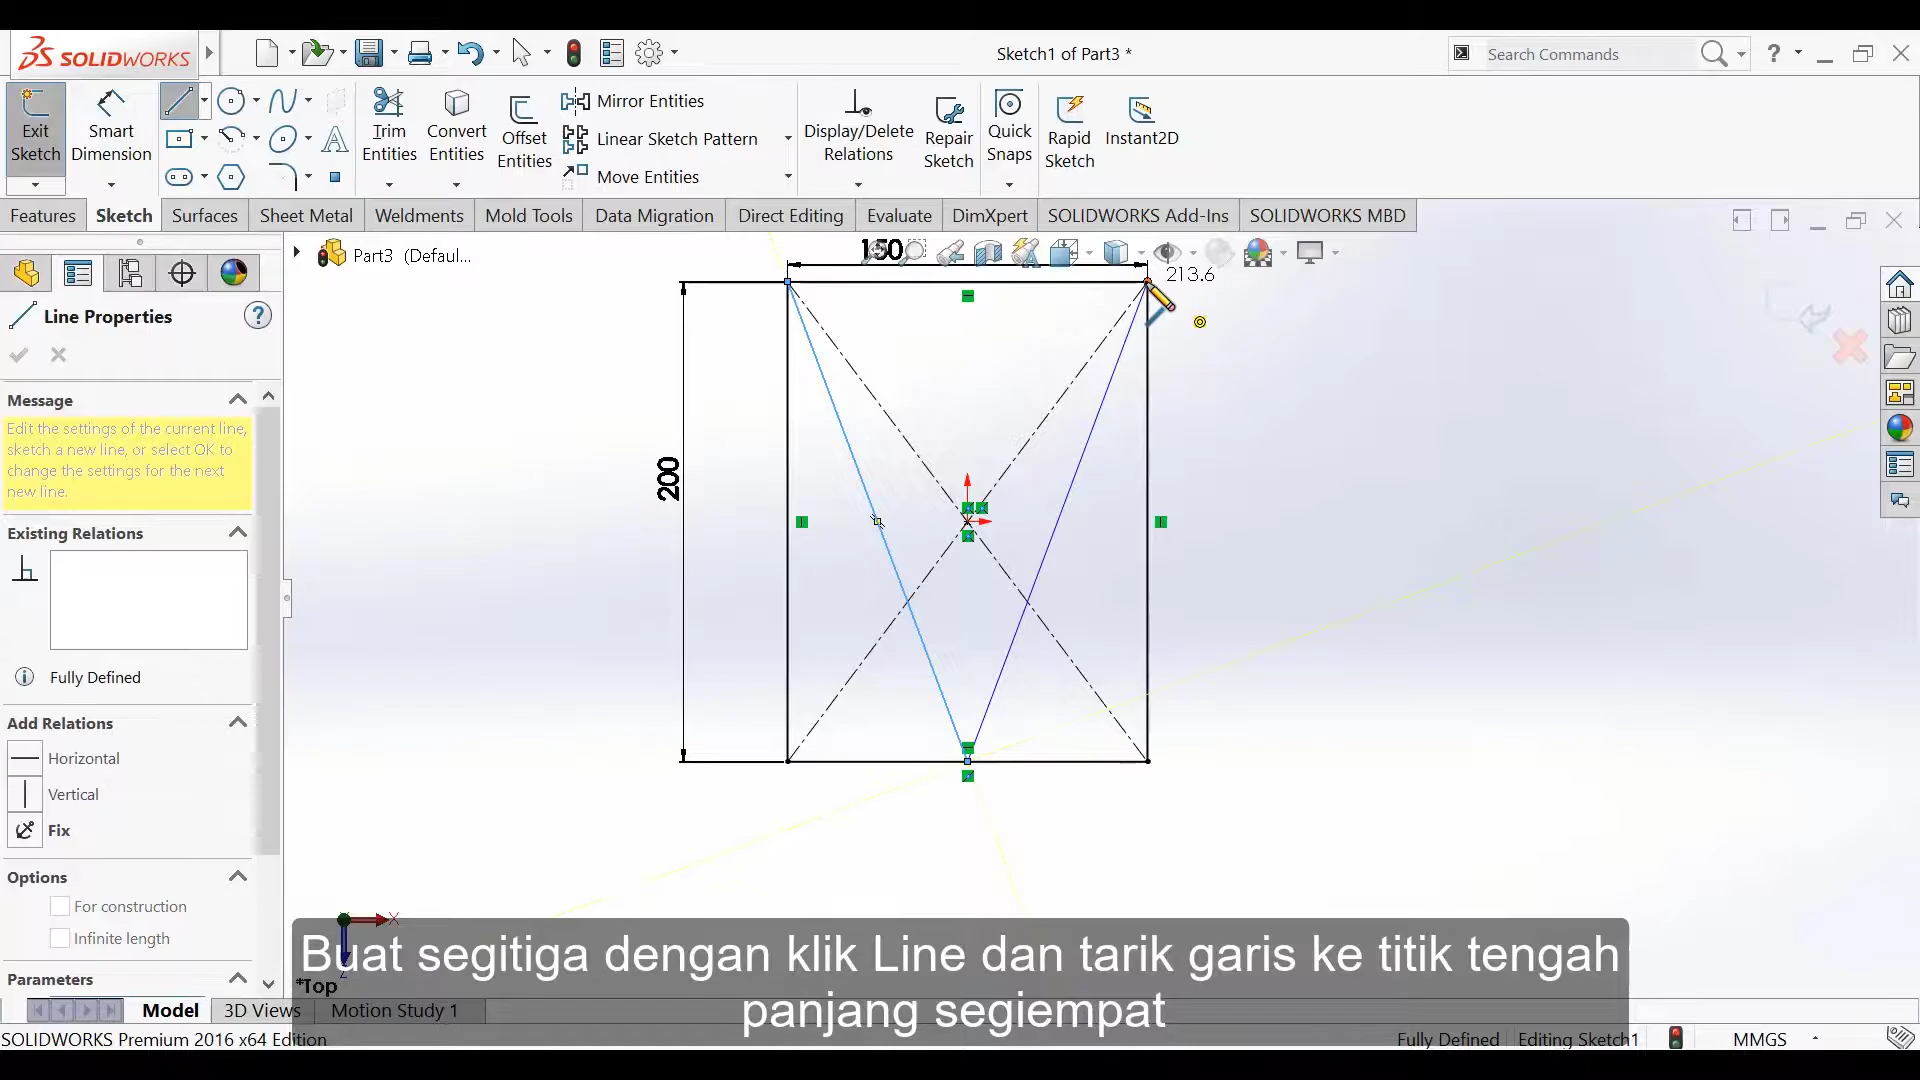 SOLIDWORKS
Sketch1 of Part3 *
Search Commands
?
Exit
Sketch
Smart
Dimension
Trim
Entities
Convert
Entities
Offset
Entities
Mirror Entities
Linear Sketch Pattern
Move Entities
Display/Delete
Relations
Repair
Sketch
Quick
Snaps
Rapid
Sketch
Instant2D
Features
Sketch
Surfaces
Sheet Metal
Weldments
Mold Tools
Data Migration
Direct Editing
Evaluate
DimXpert
SOLIDWORKS Add-Ins
SOLIDWORKS MBD
Part3 (Defaul...
150
213.6
200
Line Properties
?
Message
Edit the settings of the current line,
sketch a new line, or select OK to
change the settings for the next
new line.
Existing Relations
Fully Defined
Add Relations
Horizontal
Vertical
Fix
Options
For construction
Infinite length
Parameters
X
Z
*Top
Buat segitiga dengan klik Line dan tarik garis ke titik tengah
panjang segiempat
Model
3D Views
Motion Study 1
SOLIDWORKS Premium 2016 x64 Edition
Fully Defined
Editing Sketch1
MMGS